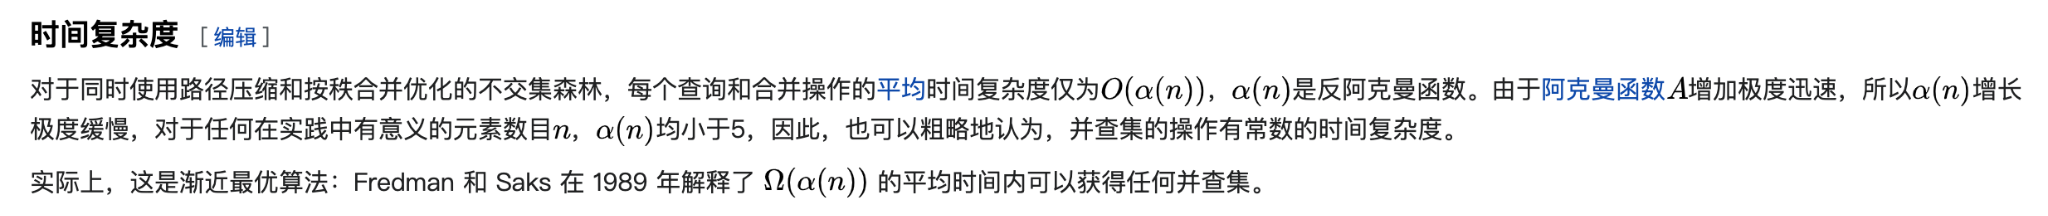 时间复杂度 [编辑]
对于同时使用路径压缩和按秩合并优化的不交集森林，每个查询和合并操作的平均时间复杂度仅为O(α(n))，α(n)是反阿克曼函数。由于阿克曼函数A增加极度迅速，所以α(n)增长
极度缓慢，对于任何在实践中有意义的元素数目n，α(n)均小于5，因此，也可以粗略地认为，并查集的操作有常数的时间复杂度。
实际上，这是渐近最优算法：Fredman 和 Saks 在 1989 年解释了 Ω(α(n)) 的平均时间内可以获得任何并查集。